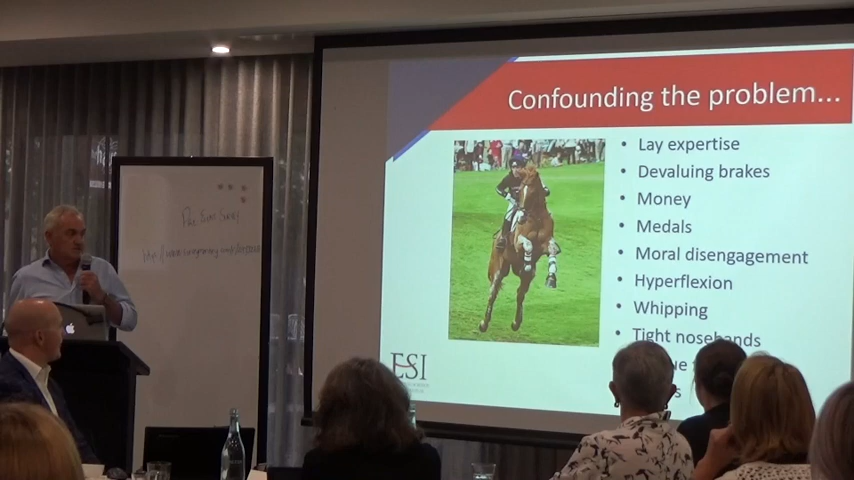 Confounding the problem...
• Lay expertise
• Devaluing brakes
• Money
• Medals
• Moral disengagement
• Hyperflexion
• Whipping
• Tight nosebands
ESI